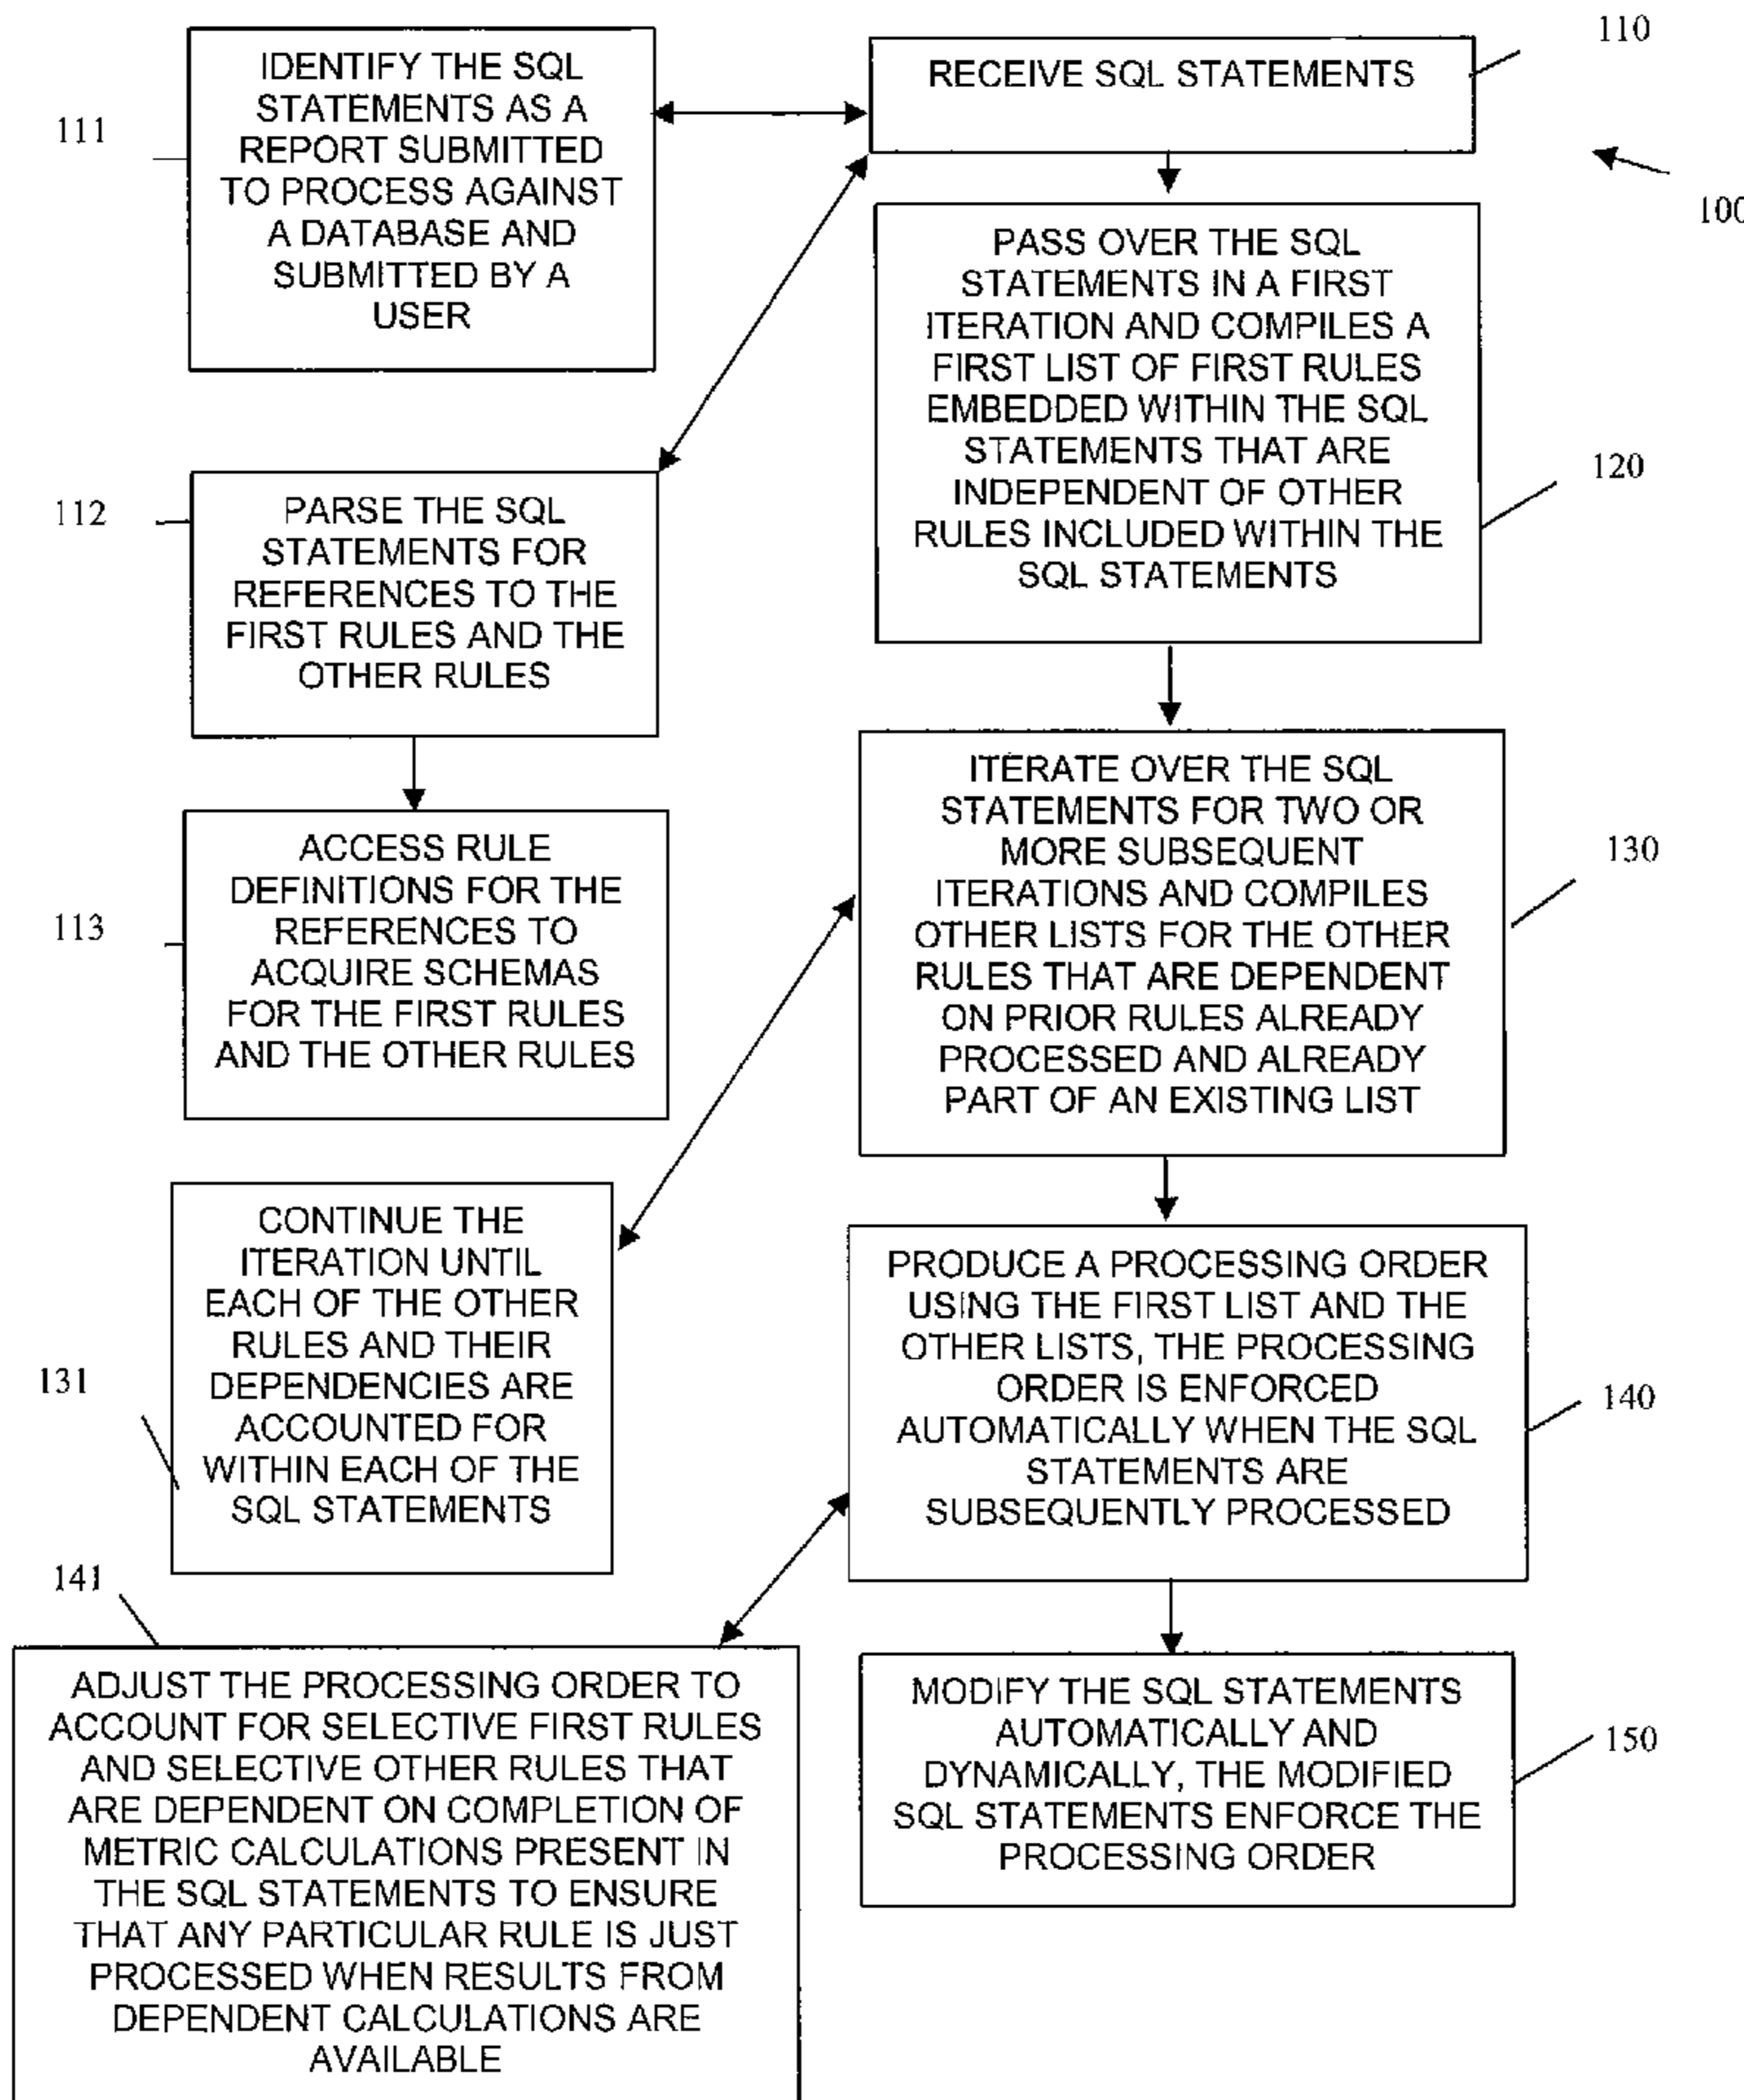 110
RECEIVE SQL STATEMENTS
100
111
IDENTIFY THE SQL
STATEMENTS AS A
REPORT SUBMITTED
TO PROCESS AGAINST
A DATABASE AND
SUBMITTED BY A
USER
PASS OVER THE SQL
STATEMENTS IN A FIRST
ITERATION AND COMPILES A
FIRST LIST OF FIRST RULES
EMBEDDED WITHIN THE SQL
STATEMENTS THAT ARE
INDEPENDENT OF OTHER
RULES INCLUDED WITHIN THE
SQL STATEMENTS
120
112
PARSE THE SQL
STATEMENTS FOR
REFERENCES TO THE
FIRST RULES AND THE
OTHER RULES
113
ACCESS RULE
DEFINITIONS FOR THE
REFERENCES TO
ACQUIRE SCHEMAS
FOR THE FIRST RULES
AND THE OTHER RULES
ITERATE OVER THE SQL
STATEMENTS FOR TWO OR
MORE SUBSEQUENT
ITERATIONS AND COMPILES
OTHER LISTS FOR THE OTHER
RULES THAT ARE DEPENDENT
ON PRIOR RULES ALREADY
PROCESSED AND ALREADY
PART OF AN EXISTING LIST
130
131
CONTINUE THE
ITERATION UNTIL
EACH OF THE OTHER
RULES AND THEIR
DEPENDENCIES ARE
ACCOUNTED FOR
WITHIN EACH OF THE
SQL STATEMENTS
PRODUCE A PROCESSING ORDER
USING THE FIRST LIST AND THE
OTHER LISTS, THE PROCESSING
ORDER IS ENFORCED
AUTOMATICALLY WHEN THE SQL
STATEMENTS ARE
SUBSEQUENTLY PROCESSED
140
141
ADJUST THE PROCESSING ORDER TO
ACCOUNT FOR SELECTIVE FIRST RULES
AND SELECTIVE OTHER RULES THAT
ARE DEPENDENT ON COMPLETION OF
METRIC CALCULATIONS PRESENT IN
THE SQL STATEMENTS TO ENSURE
THAT ANY PARTICULAR RULE IS JUST
PROCESSED WHEN RESULTS FROM
DEPENDENT CALCULATIONS ARE
AVAILABLE
MODIFY THE SQL STATEMENTS
AUTOMATICALLY AND
DYNAMICALLY, THE MODIFIED
SQL STATEMENTS ENFORCE THE
PROCESSING ORDER
150